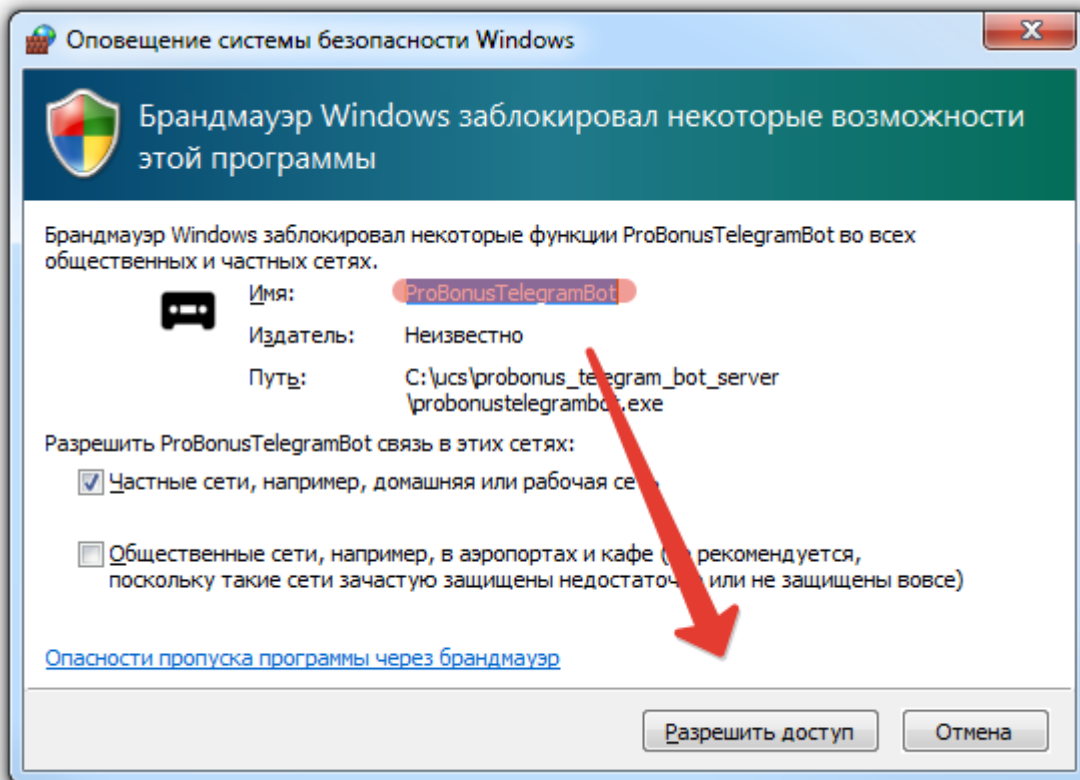 Оповещение системы безопасности Windows
Брандмауэр Windows заблокировал некоторые возможности
этой программы
Брандмауэр Windows заблокировал некоторые функции ProBonusTelegramBot во всех
общественных и частных сетях.
Имя: ProBonusTelegramBot
Издатель: Неизвестно
Путь: C:\ucs\probonus_telegram_bot_server
\probonustelegrambot.exe
Разрешить ProBonusTelegramBot связь в этих сетях:
Частные сети, например, домашняя или рабочая сеть
Общественные сети, например, в аэропортах и кафе (не рекомендуется,
поскольку такие сети зачастую защищены недостаточно или не защищены вовсе)
Опасности пропуска программы через брандмауэр
Разрешить доступ Отмена